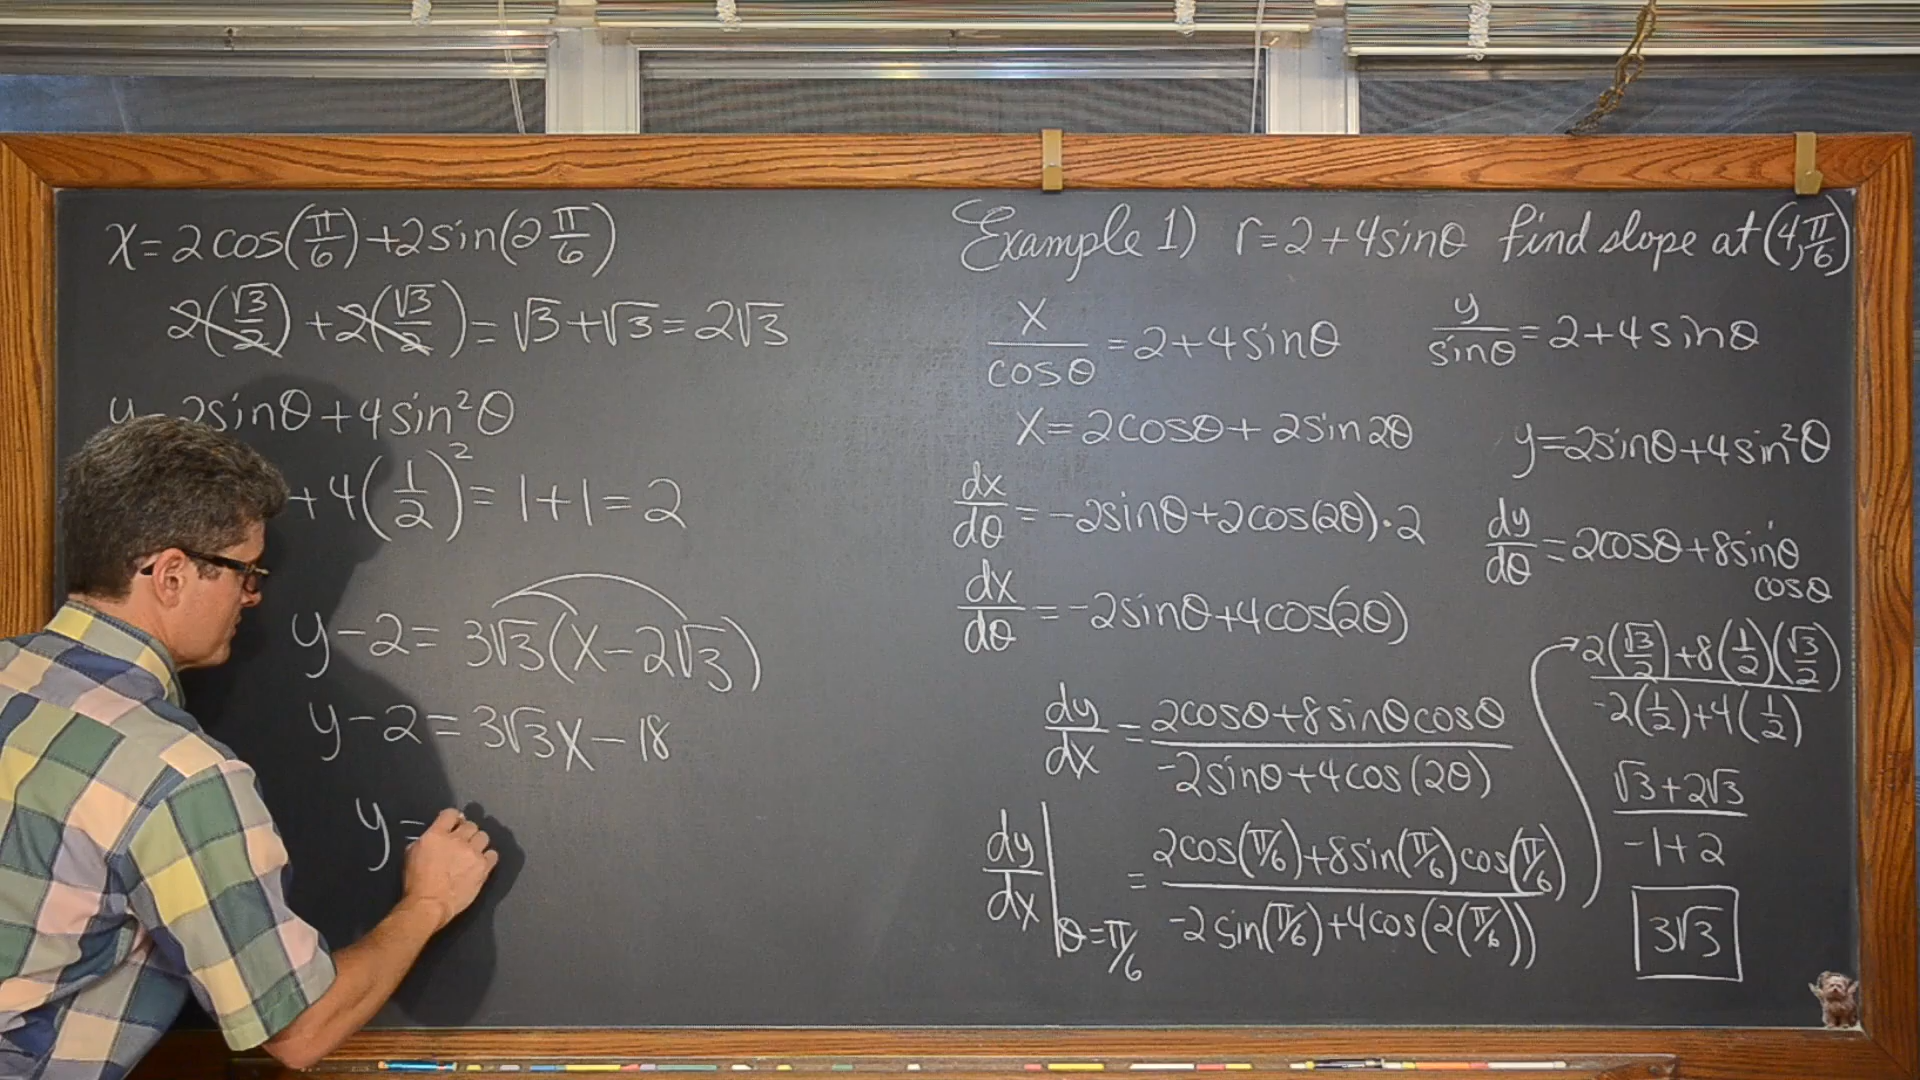 x=2cos(π/6)+2sin(2 π/6)
2(√3/2)+2(√3/2)=√3+√3=2√3
y=2sinθ+4sin²θ
+4(1/2)²=1+1=2
y-2=3√3(x-2√3)
y-2=3√3x-18
y=
Example 1) r=2+4sinθ find slope at (4,π/6)
x/cosθ=2+4sinθ
y/sinθ=2+4sinθ
x=2cosθ+2sin2θ
y=2sinθ+4sin²θ
dx/dθ=-2sinθ+2cos(2θ)·2
dy/dθ=2cosθ+8sinθ
cosθ
dx/dθ=-2sinθ+4cos(2θ)
dy/dx=2cosθ+8sinθcosθ/-2sinθ+4cos(2θ)
dy/dx|θ=π/6 = 2cos(π/6)+8sin(π/6)cos(π/6)/-2sin(π/6)+4cos(2(π/6))
2(√3/2)+8(1/2)(√3/2)/-2(1/2)+4(1/2)
√3+2√3/-1+2
3√3